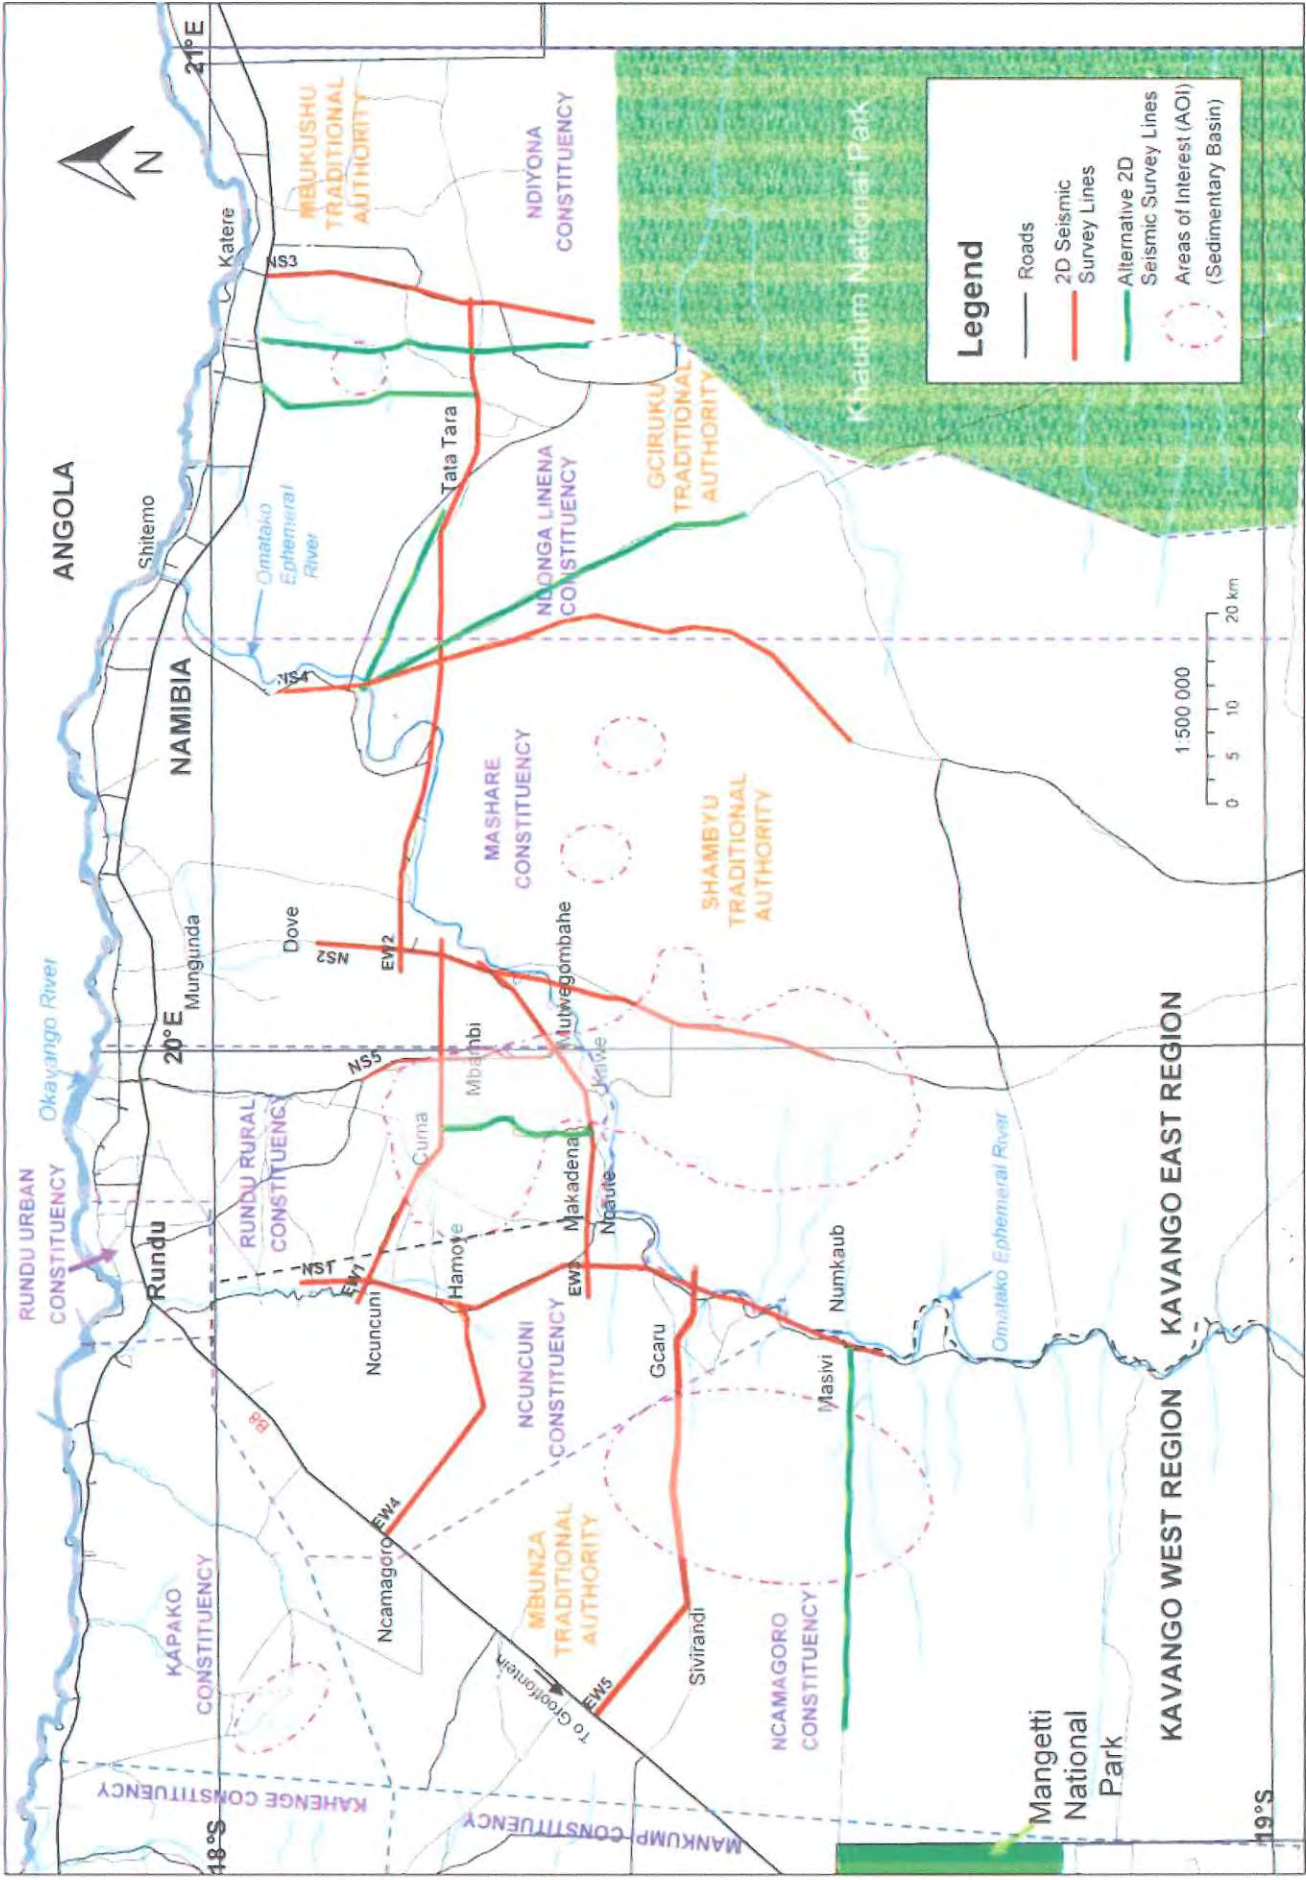 ANGOLA
NAMIBIA
Okavango River
RUNDU URBAN
CONSTITUENCY
Rundu
20°E
21°E
18°S
19°S
N
Mungunda
Shitemo
Katere
Omatako
Ephemeral
River
MBUKUSHU
TRADITIONAL
AUTHORITY
NDIYONA
CONSTITUENCY
NS3
Tata Tara
GCIRUKU
TRADITIONAL
AUTHORITY
NDONGA LINENA
CONSTITUENCY
Khaudum National Park
NS4
MASHARE
CONSTITUENCY
SHAMBYU
TRADITIONAL
AUTHORITY
Dove
NS2
EW2
NS5
Mbambi
Mutwegombahe
Cuma
Makadena
Ncaute
RUNDU RURAL
CONSTITUENCY
NS1
EW1
Ncuncuni
Hamoye
EW3
NCUNCUNI
CONSTITUENCY
Gcaru
Numkaub
Masivi
Omatako Ephemeral River
B8
EW4
Ncamagoro
KAPAKO
CONSTITUENCY
MBUNZA
TRADITIONAL
AUTHORITY
To Grootfontein
EW5
Sivirandi
NCAMAGORO
CONSTITUENCY
KAHENGE CONSTITUENCY
MANKUMP CONSTITUENCY
Mangetti
National
Park
KAVANGO WEST REGION
KAVANGO EAST REGION
1:500 000
0 5 10 20 km
Legend
Roads
2D Seismic
Survey Lines
Alternative 2D
Seismic Survey Lines
Areas of Interest (AOI)
(Sedimentary Basin)